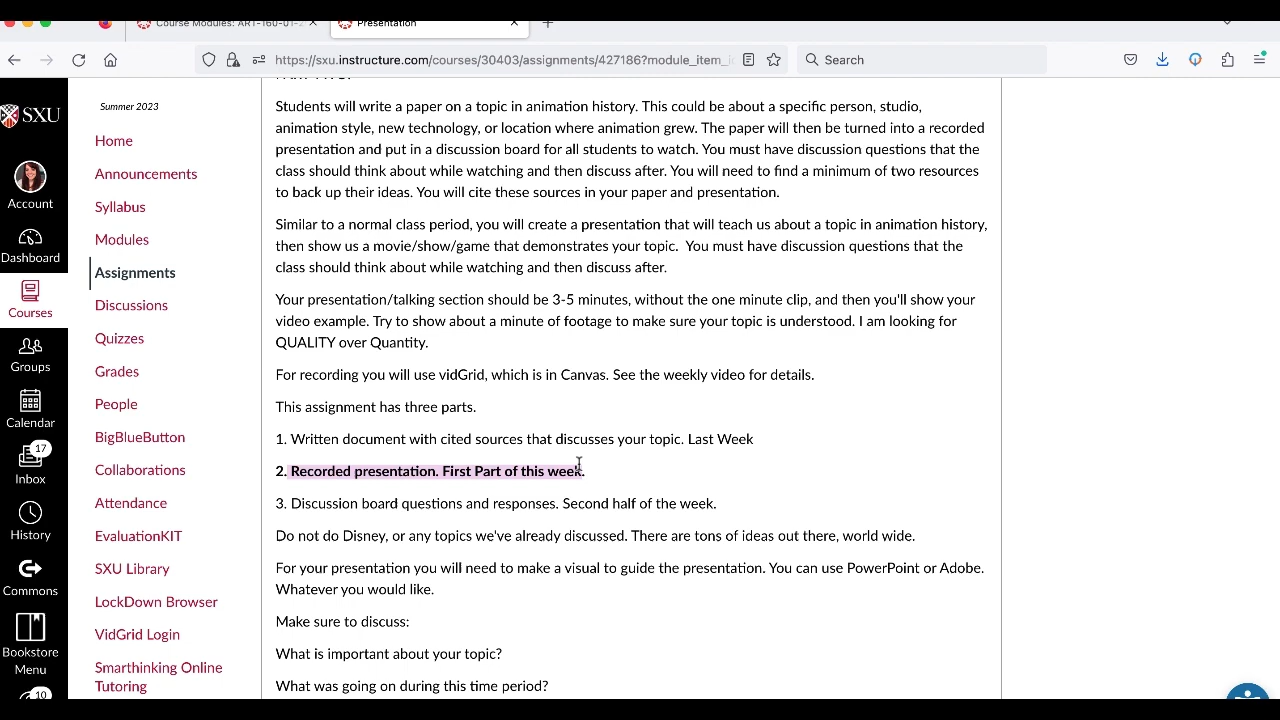 Course Modules: ART-160-01-2
Presentation
https://sxu.instructure.com/courses/30403/assignments/427186?module_item_i
Search
SXU
Account
Dashboard
Courses
Groups
Calendar
17
Inbox
History
Commons
Bookstore
Menu
10
Summer 2023
Home
Announcements
Syllabus
Modules
Assignments
Discussions
Quizzes
Grades
People
BigBlueButton
Collaborations
Attendance
EvaluationKIT
SXU Library
LockDown Browser
VidGrid Login
Smarthinking Online
Tutoring
Students will write a paper on a topic in animation history. This could be about a specific person, studio,
animation style, new technology, or location where animation grew. The paper will then be turned into a recorded
presentation and put in a discussion board for all students to watch. You must have discussion questions that the
class should think about while watching and then discuss after. You will need to find a minimum of two resources
to back up their ideas. You will cite these sources in your paper and presentation.
Similar to a normal class period, you will create a presentation that will teach us about a topic in animation history,
then show us a movie/show/game that demonstrates your topic. You must have discussion questions that the
class should think about while watching and then discuss after.
Your presentation/talking section should be 3-5 minutes, without the one minute clip, and then you'll show your
video example. Try to show about a minute of footage to make sure your topic is understood. I am looking for
QUALITY over Quantity.
For recording you will use vidGrid, which is in Canvas. See the weekly video for details.
This assignment has three parts.
1. Written document with cited sources that discusses your topic. Last Week
2. Recorded presentation. First Part of this week.
3. Discussion board questions and responses. Second half of the week.
Do not do Disney, or any topics we've already discussed. There are tons of ideas out there, world wide.
For your presentation you will need to make a visual to guide the presentation. You can use PowerPoint or Adobe.
Whatever you would like.
Make sure to discuss:
What is important about your topic?
What was going on during this time period?